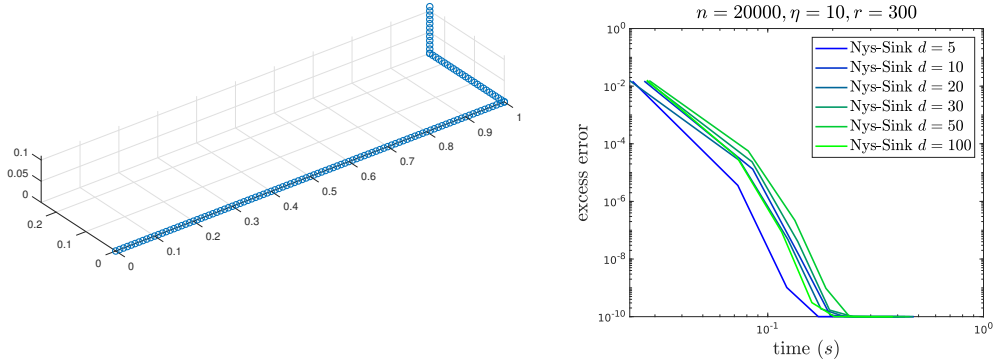 0.1
0.05
0
0.2
0.1
0
0
0.1
0.2
0.3
0.4
0.5
0.6
0.7
0.8
0.9
1
n = 20000, η = 10, r = 300
excess error
10^0
10^-2
10^-4
10^-6
10^-8
10^-10
10^-1
10^0
time (s)
Nys-Sink d = 5
Nys-Sink d = 10
Nys-Sink d = 20
Nys-Sink d = 30
Nys-Sink d = 50
Nys-Sink d = 100